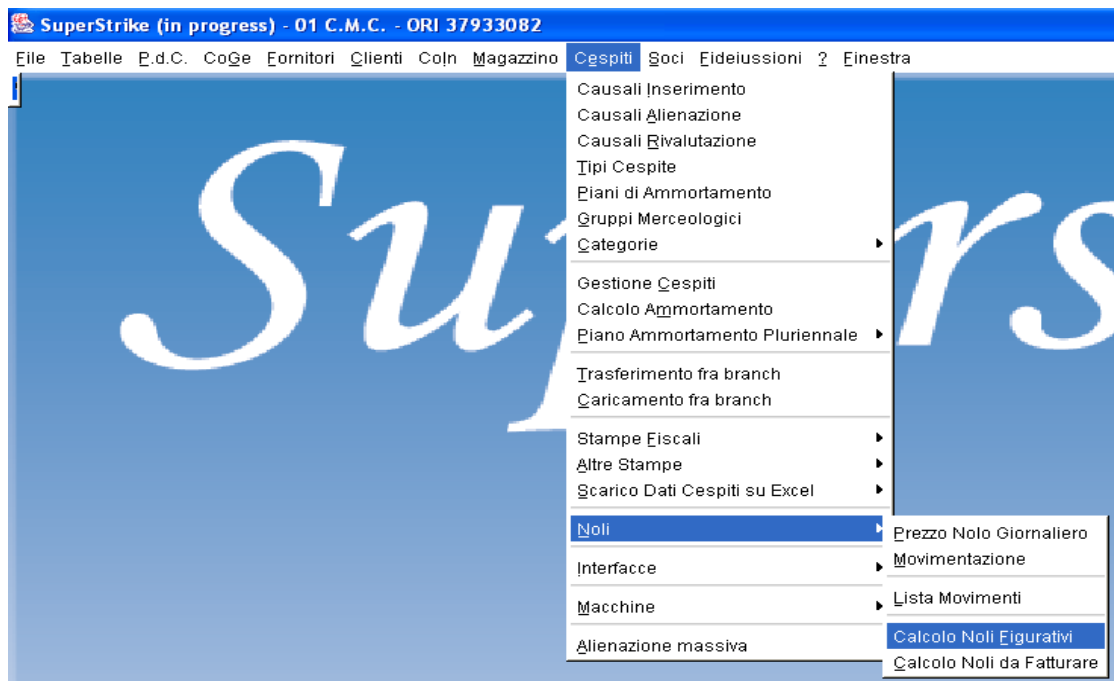 SuperStrike (in progress) - 01 C.M.C. - ORI 37933082
File Tabelle P.d.C. CoGe Fornitori Clienti CoIn Magazzino Cespiti Soci Fideiussioni ? Finestra
Causali Inserimento
Causali Alienazione
Causali Rivalutazione
Tipi Cespite
Piani di Ammortamento
Gruppi Merceologici
Categorie
Gestione Cespiti
Calcolo Ammortamento
Piano Ammortamento Pluriennale
Trasferimento fra branch
Caricamento fra branch
Stampe Fiscali
Altre Stampe
Scarico Dati Cespiti su Excel
Noli
Interfacce
Macchine
Alienazione massiva
Prezzo Nolo Giornaliero
Movimentazione
Lista Movimenti
Calcolo Noli Figurativi
Calcolo Noli da Fatturare
Sup rs